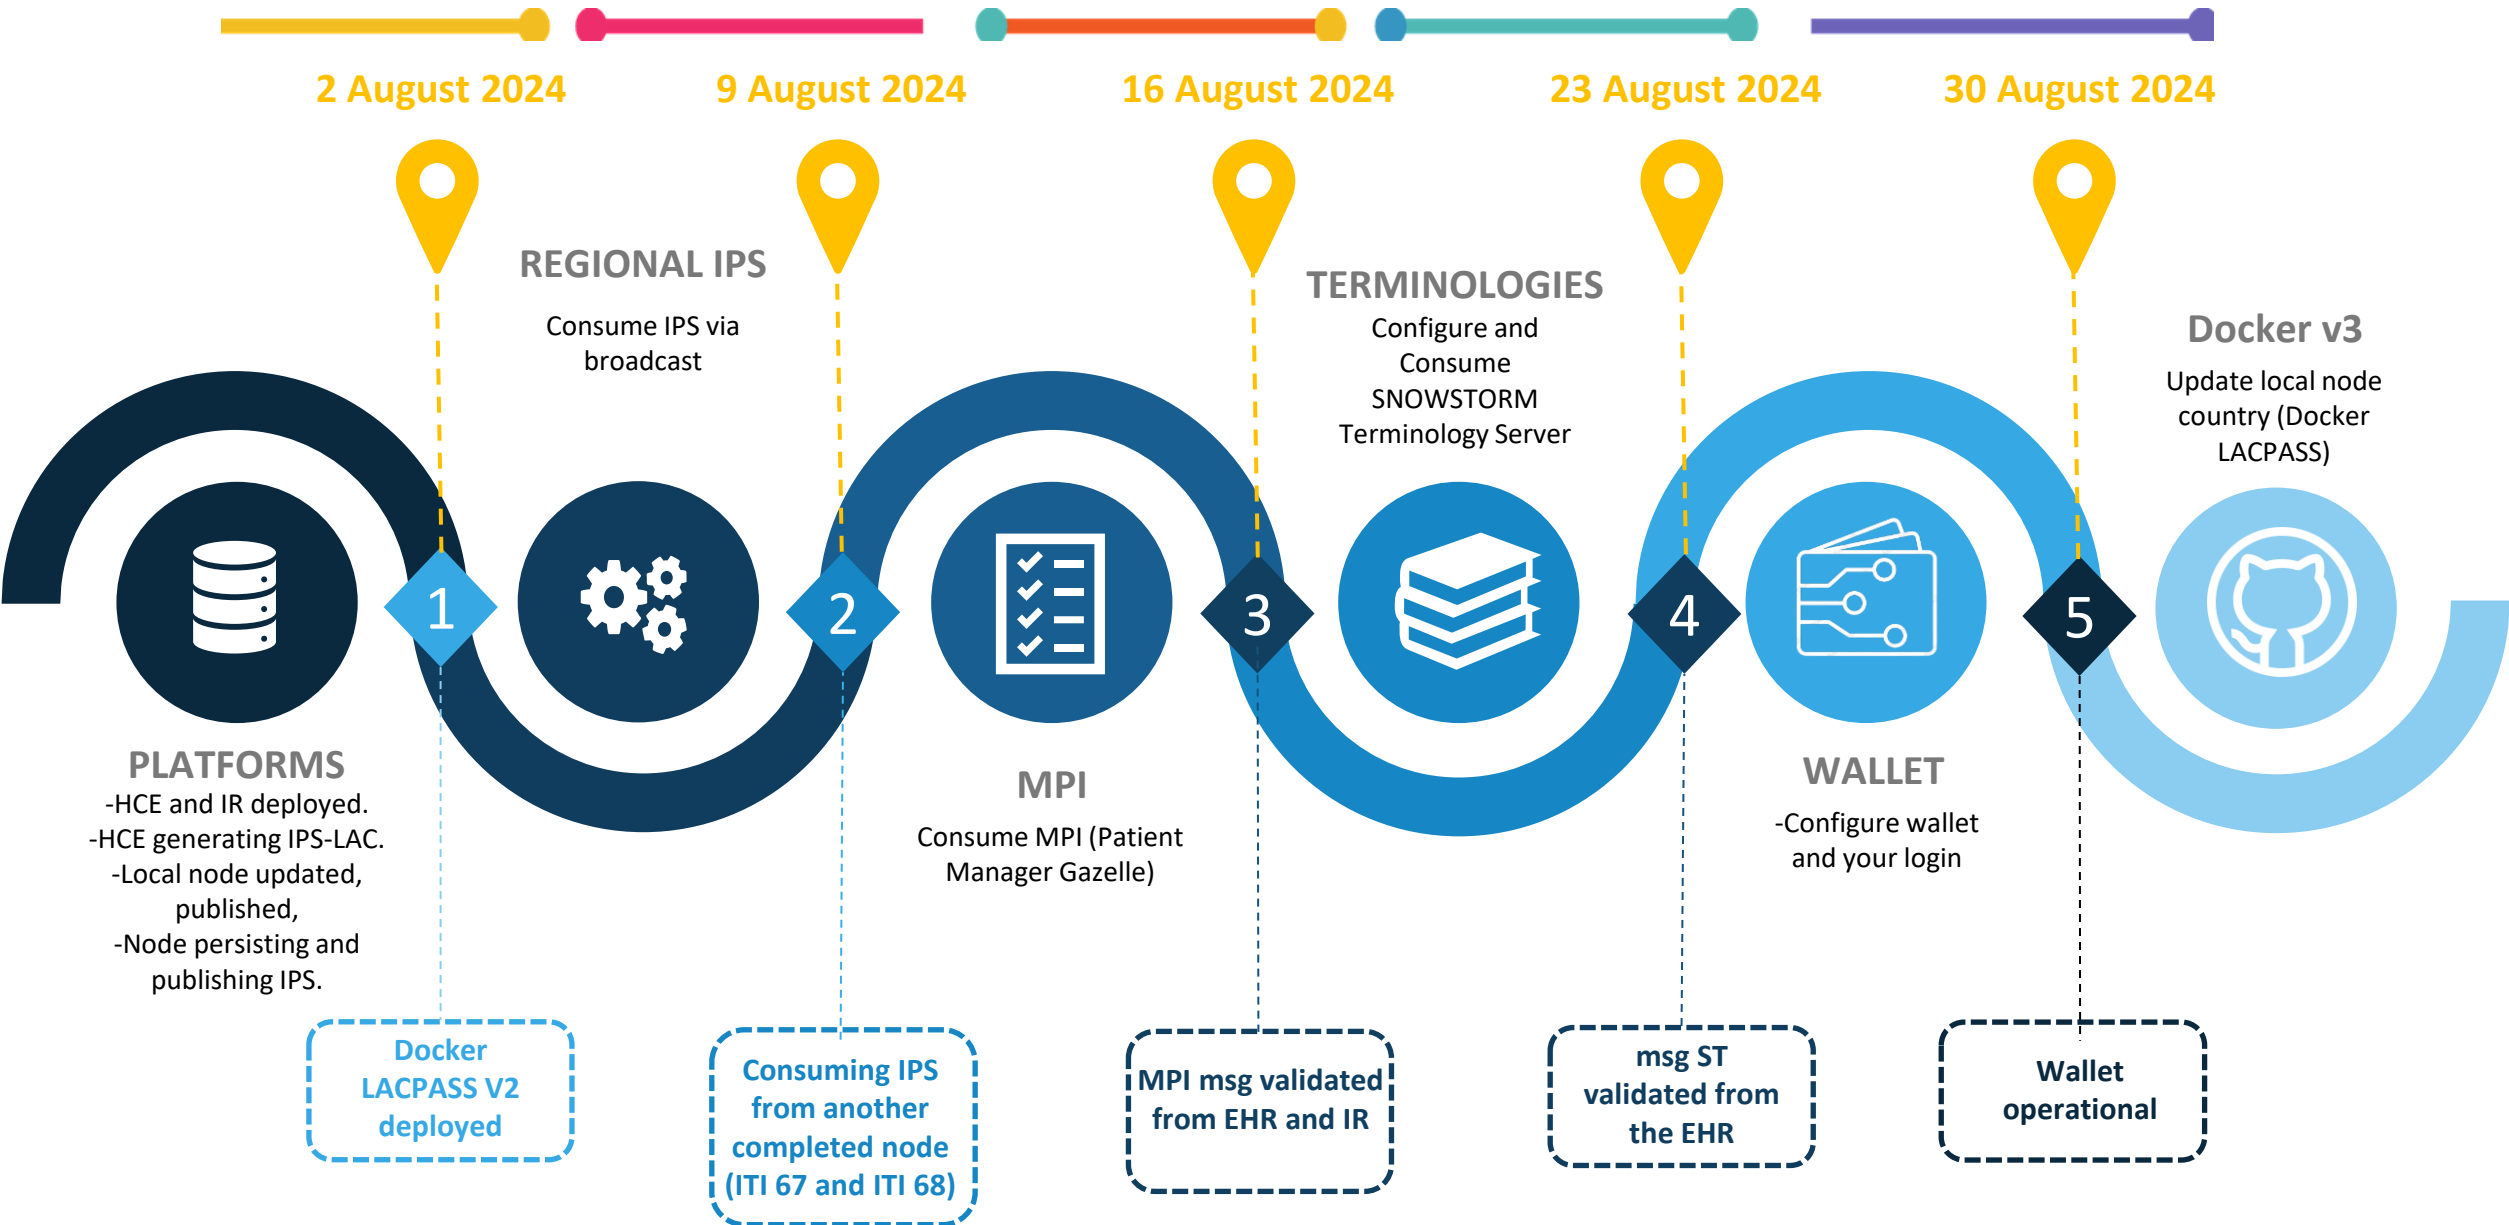 2 August 2024
9 August 2024
16 August 2024
23 August 2024
30 August 2024
REGIONAL IPS
Consume IPS via
broadcast
TERMINOLOGIES
Configure and
Consume
SNOWSTORM
Terminology Server
Docker v3
Update local node
country (Docker
LACPASS)
1
2
3
4
5
PLATFORMS
-HCE and IR deployed.
-HCE generating IPS-LAC.
-Local node updated,
published,
-Node persisting and
publishing IPS.
MPI
Consume MPI (Patient
Manager Gazelle)
WALLET
-Configure wallet
and your login
Docker
LACPASS V2
deployed
Consuming IPS
from another
completed node
(ITI 67 and ITI 68)
MPI msg validated
from EHR and IR
msg ST
validated from
the EHR
Wallet
operational